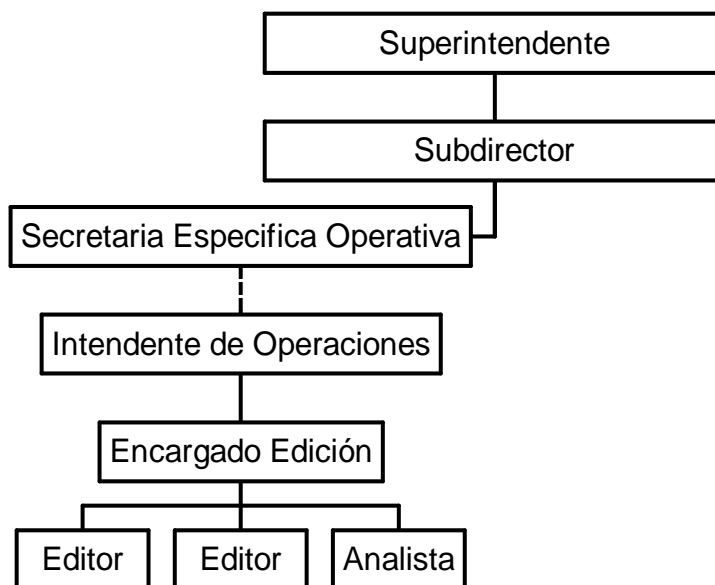 Superintendente
Subdirector
Secretaria Especifica Operativa
Intendente de Operaciones
Encargado Edición
Editor
Editor
Analista